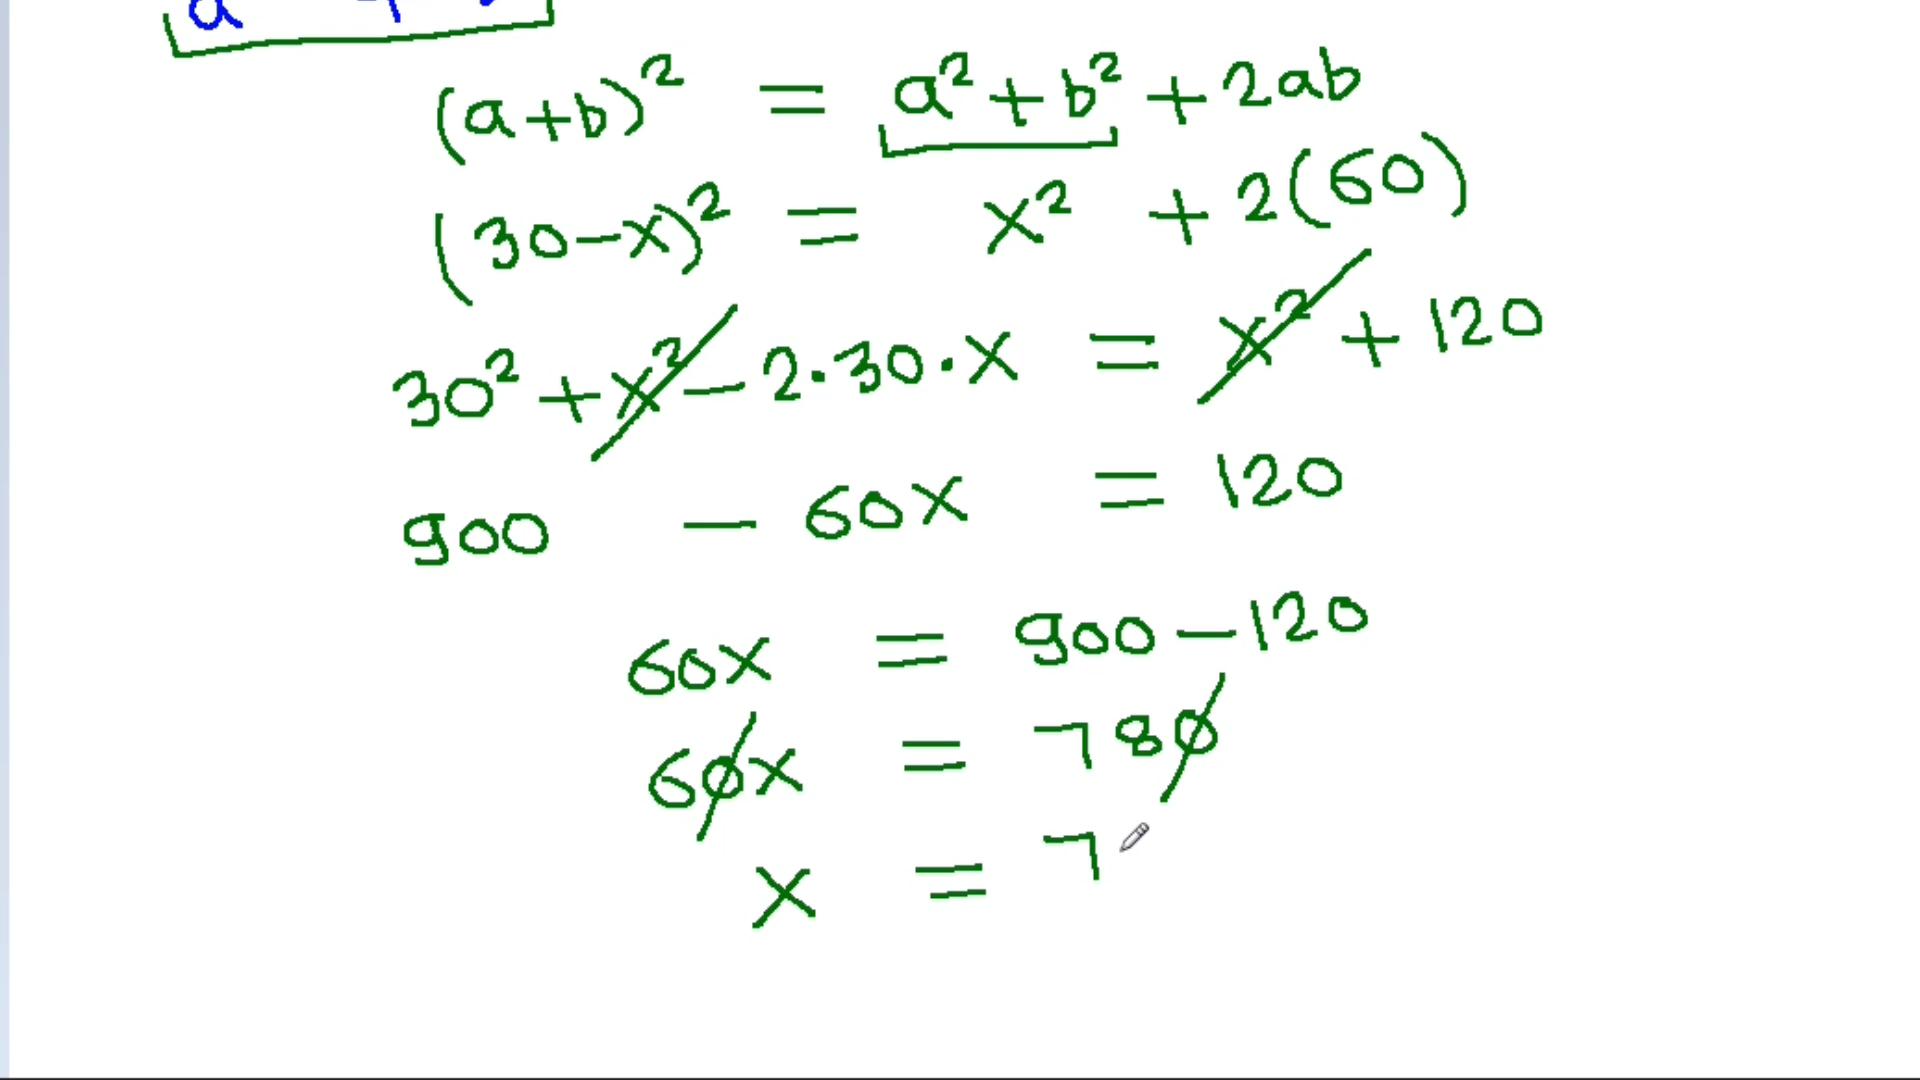 a
(a+b)² = a² + b² + 2ab
(30-x)² = x² + 2(60)
30² + x² - 2·30·x = x² + 120
900 - 60x = 120
60x = 900 - 120
60x = 780
x = 7